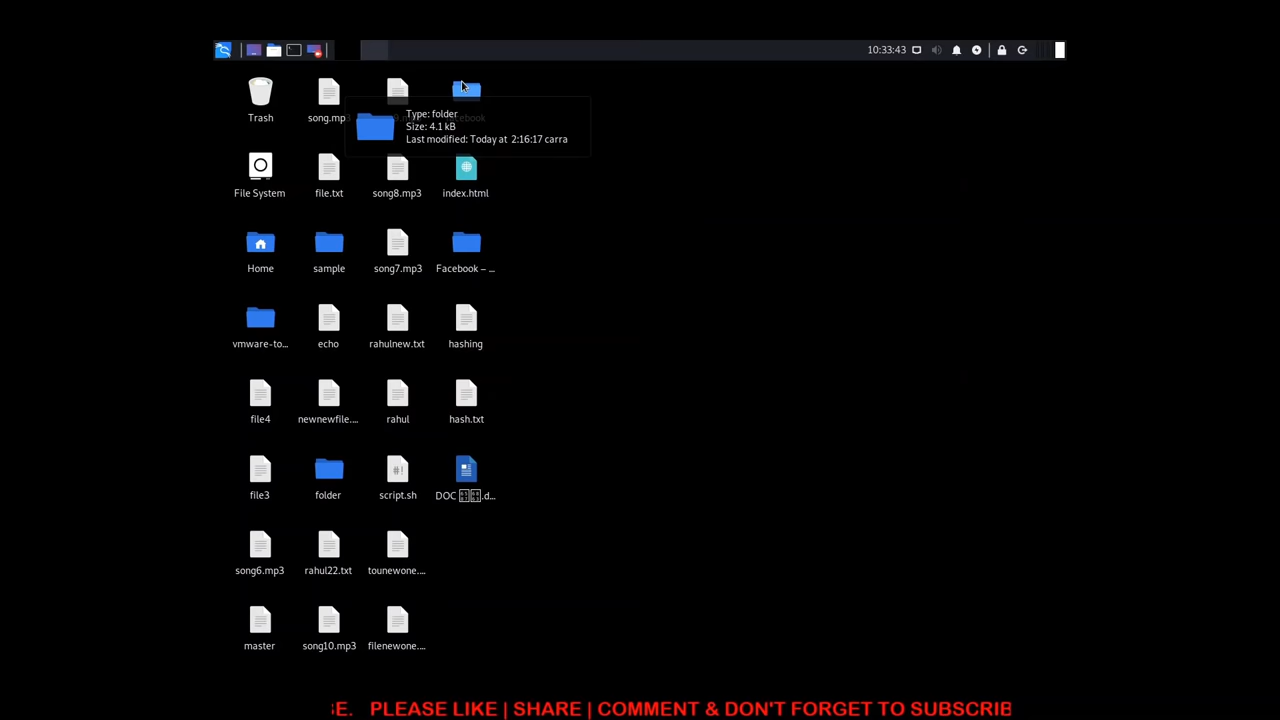 10:33:43
Trash
song.mp3
Type: folder
Size: 4.1 kB
Last modified: Today at 2:16:17 carra
File System
file.txt
song8.mp3
index.html
Home
sample
song7.mp3
Facebook – ...
vmware-to...
echo
rahulnew.txt
hashing
file4
newnewfile....
rahul
hash.txt
file3
folder
script.sh
#!
song6.mp3
rahul22.txt
tounewone....
master
song10.mp3
filenewone....
E. PLEASE LIKE | SHARE | COMMENT & DON'T FORGET TO SUBSCRIB